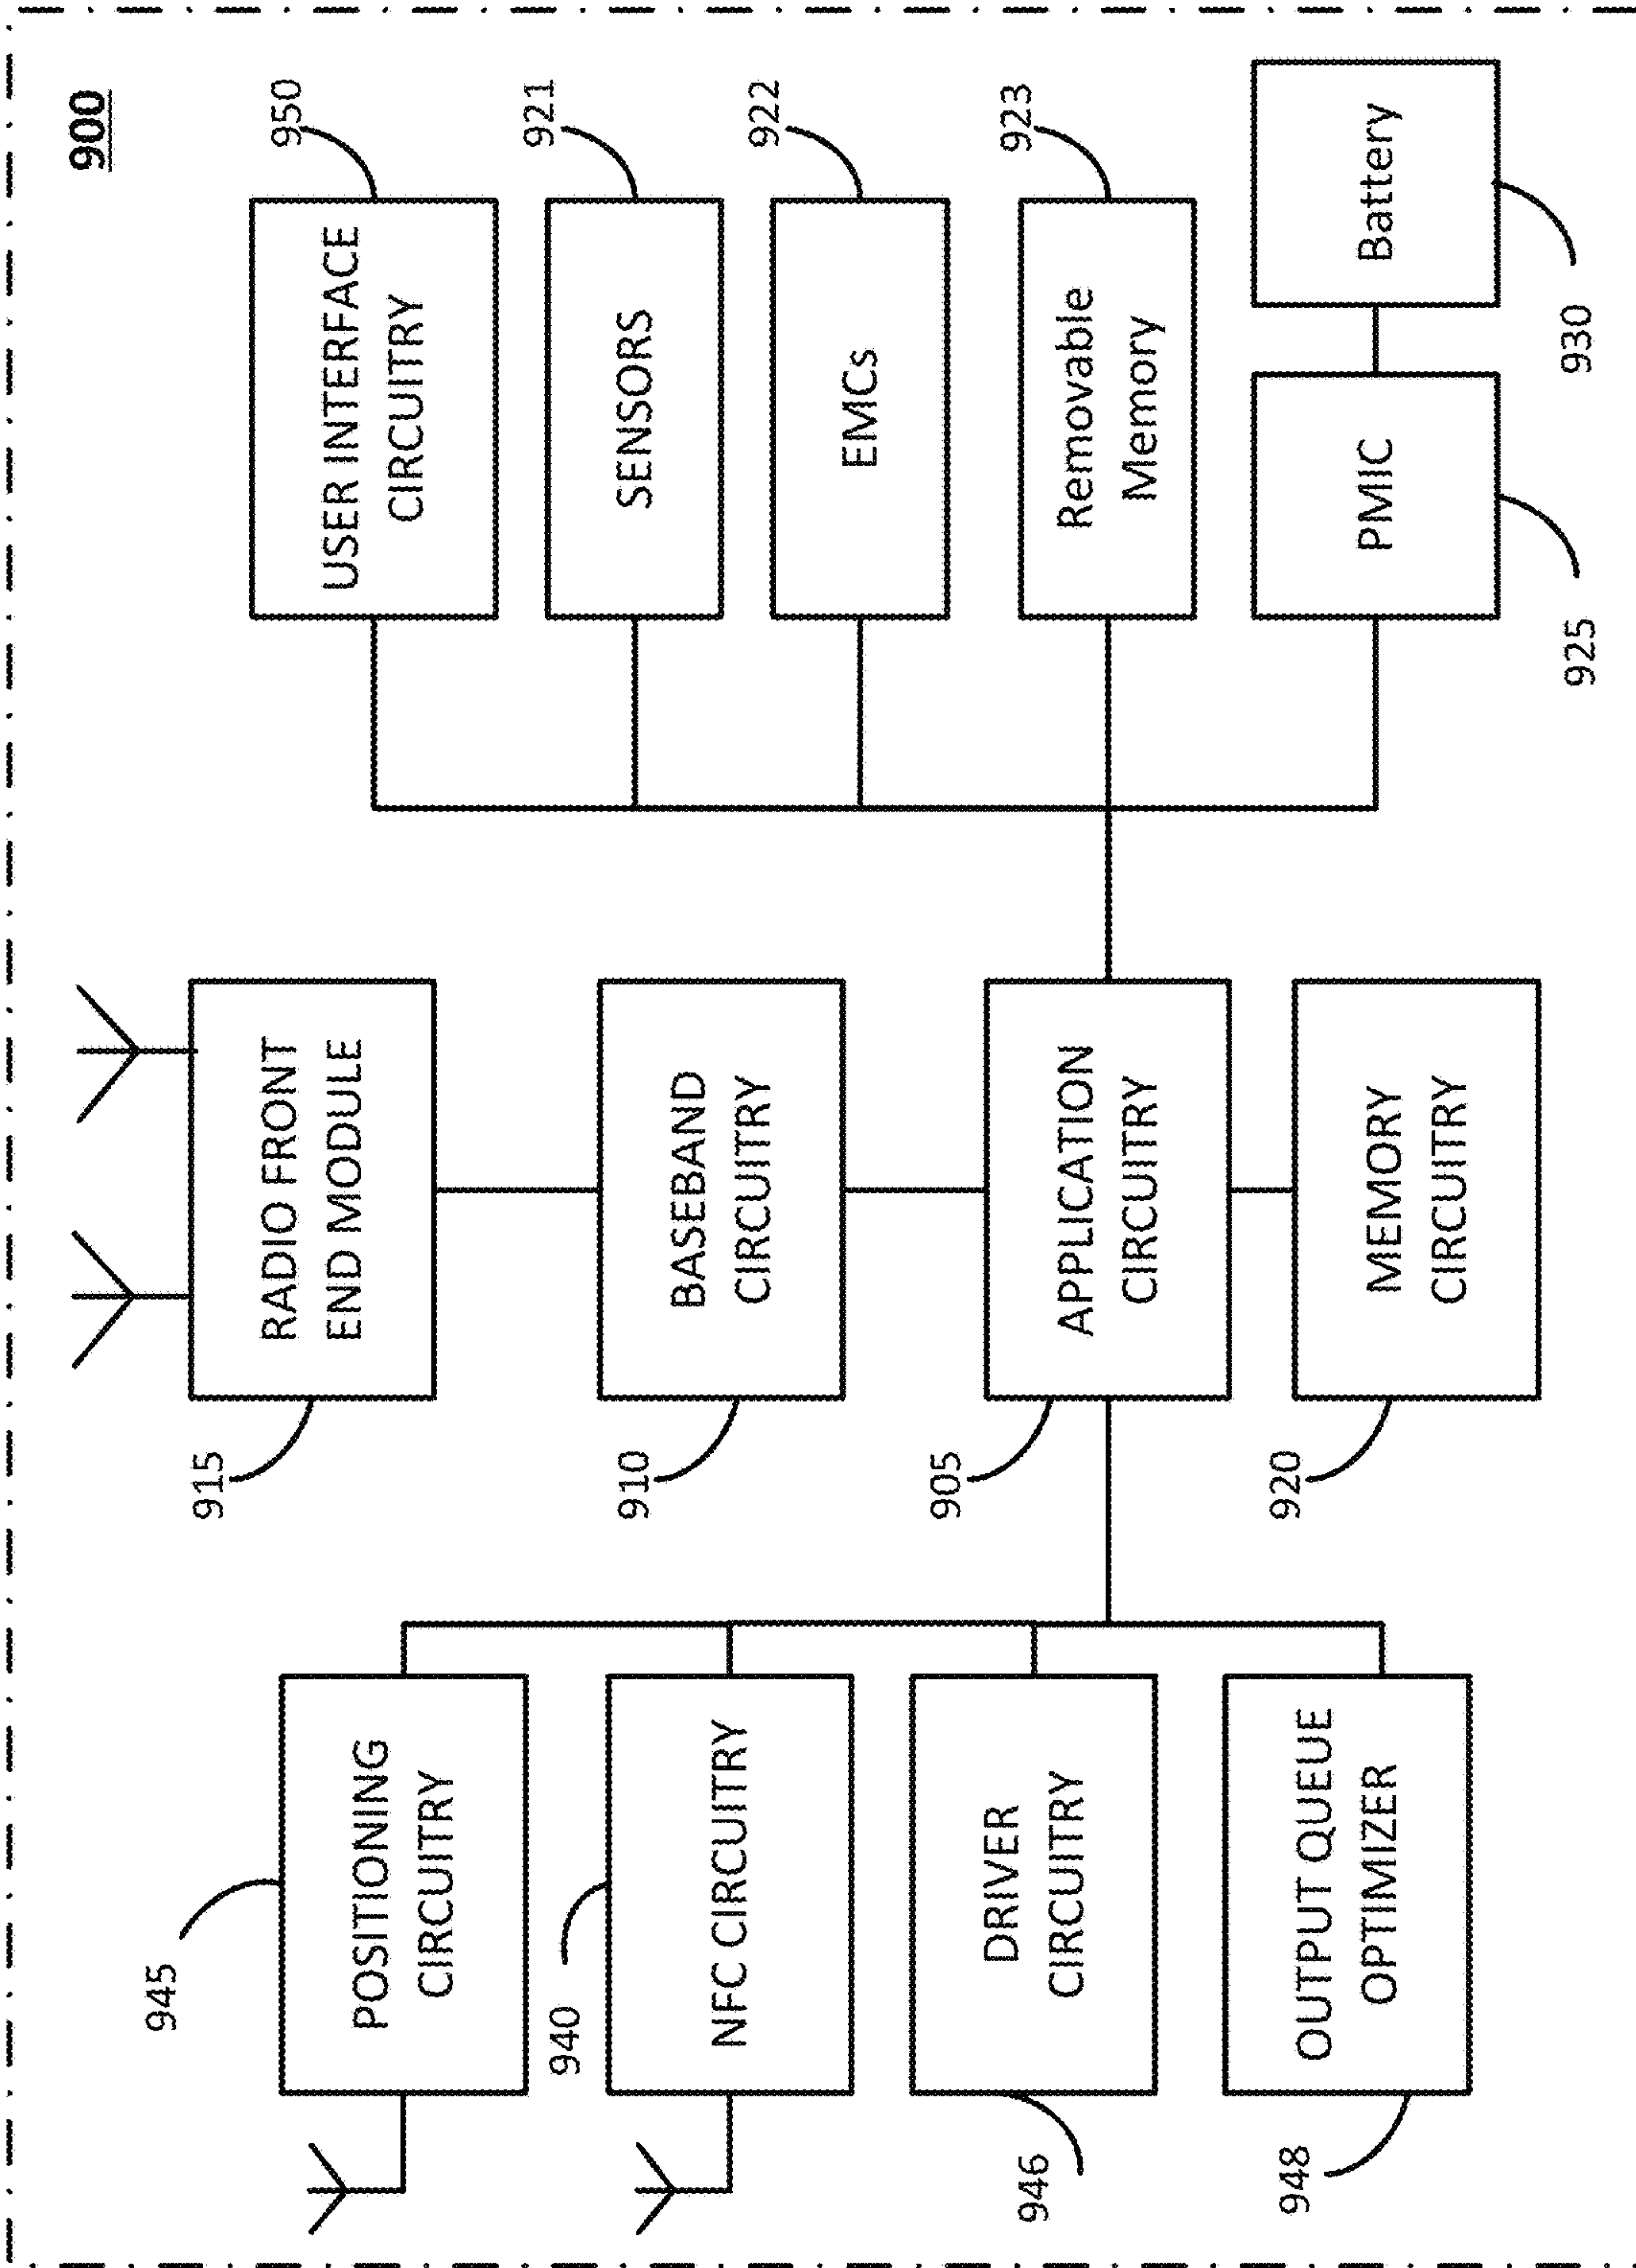 900
945
POSITIONING
CIRCUITRY
940
NFC CIRCUITRY
946
DRIVER
CIRCUITRY
948
OUTPUT QUEUE
OPTIMIZER
915
RADIO FRONT
END MODULE
910
BASEBAND
CIRCUITRY
905
APPLICATION
CIRCUITRY
920
MEMORY
CIRCUITRY
950
USER INTERFACE
CIRCUITRY
921
SENSORS
922
EMCs
923
Removable
Memory
925
PMIC
930
Battery